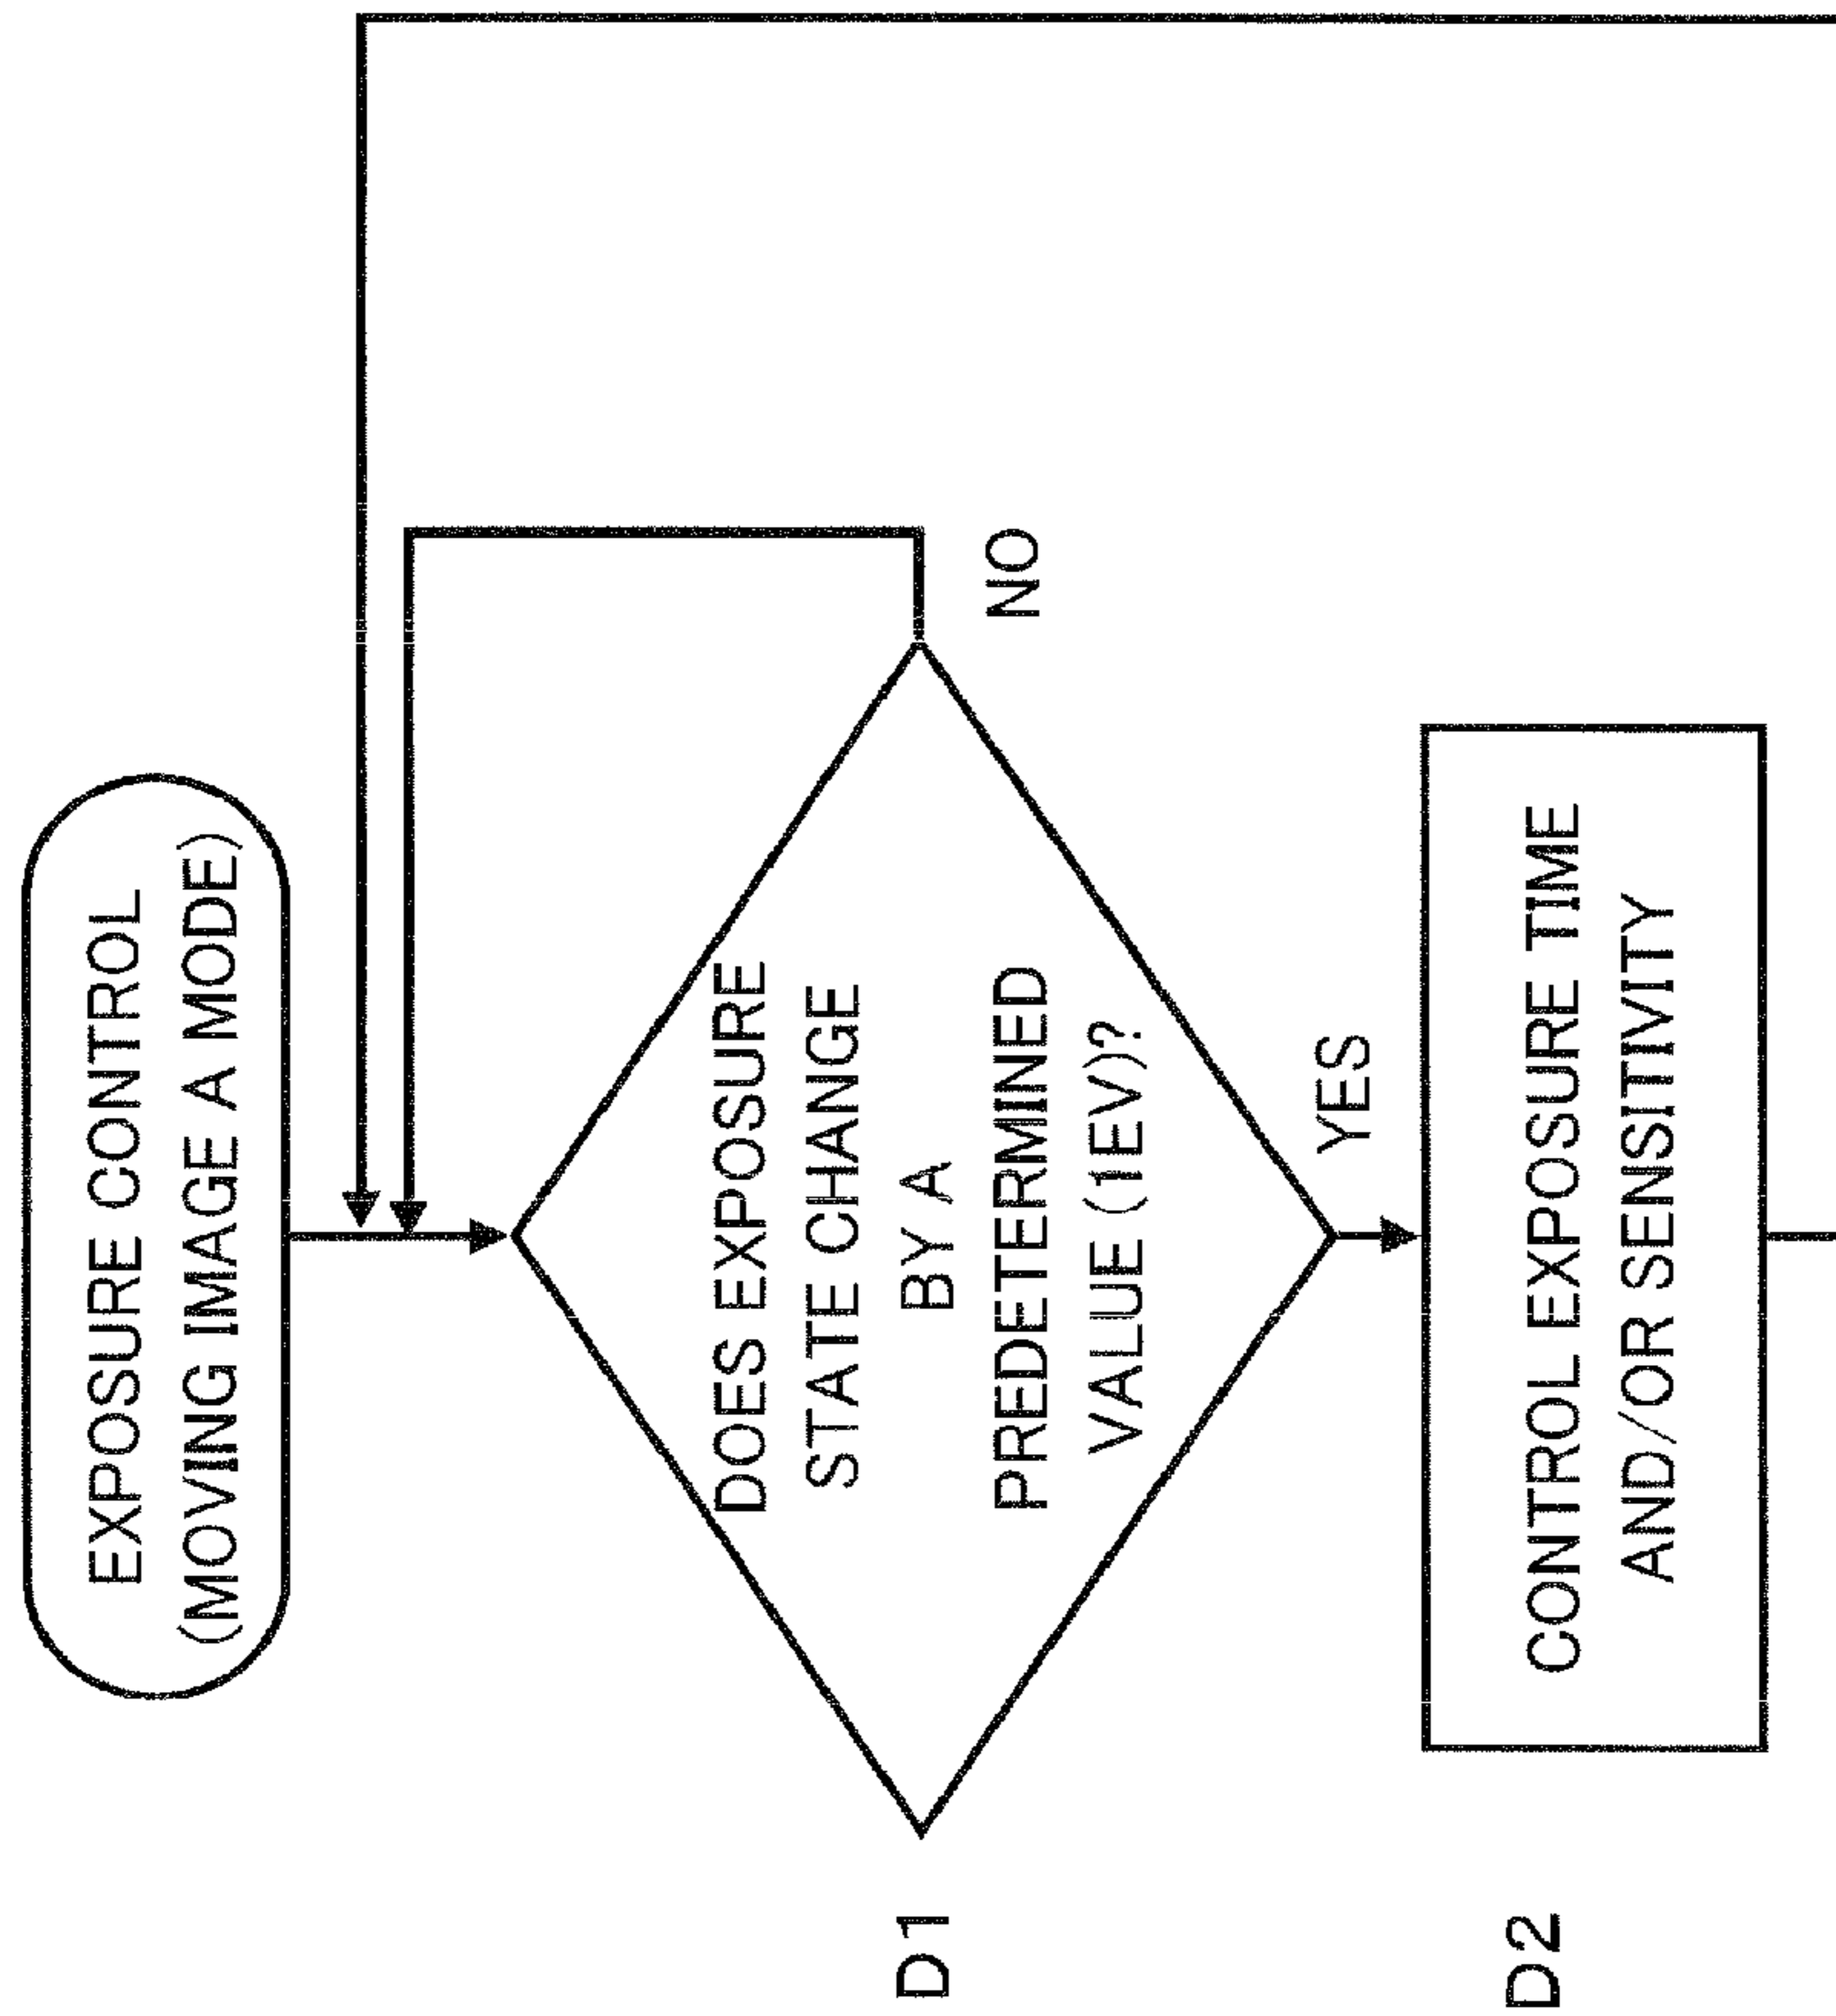 EXPOSURE CONTROL
(MOVING IMAGE A MODE)
D1
DOES EXPOSURE
STATE CHANGE
BY A
PREDETERMINED
VALUE (1EV)?
NO
YES
D2
CONTROL EXPOSURE TIME
AND/OR SENSITIVITY